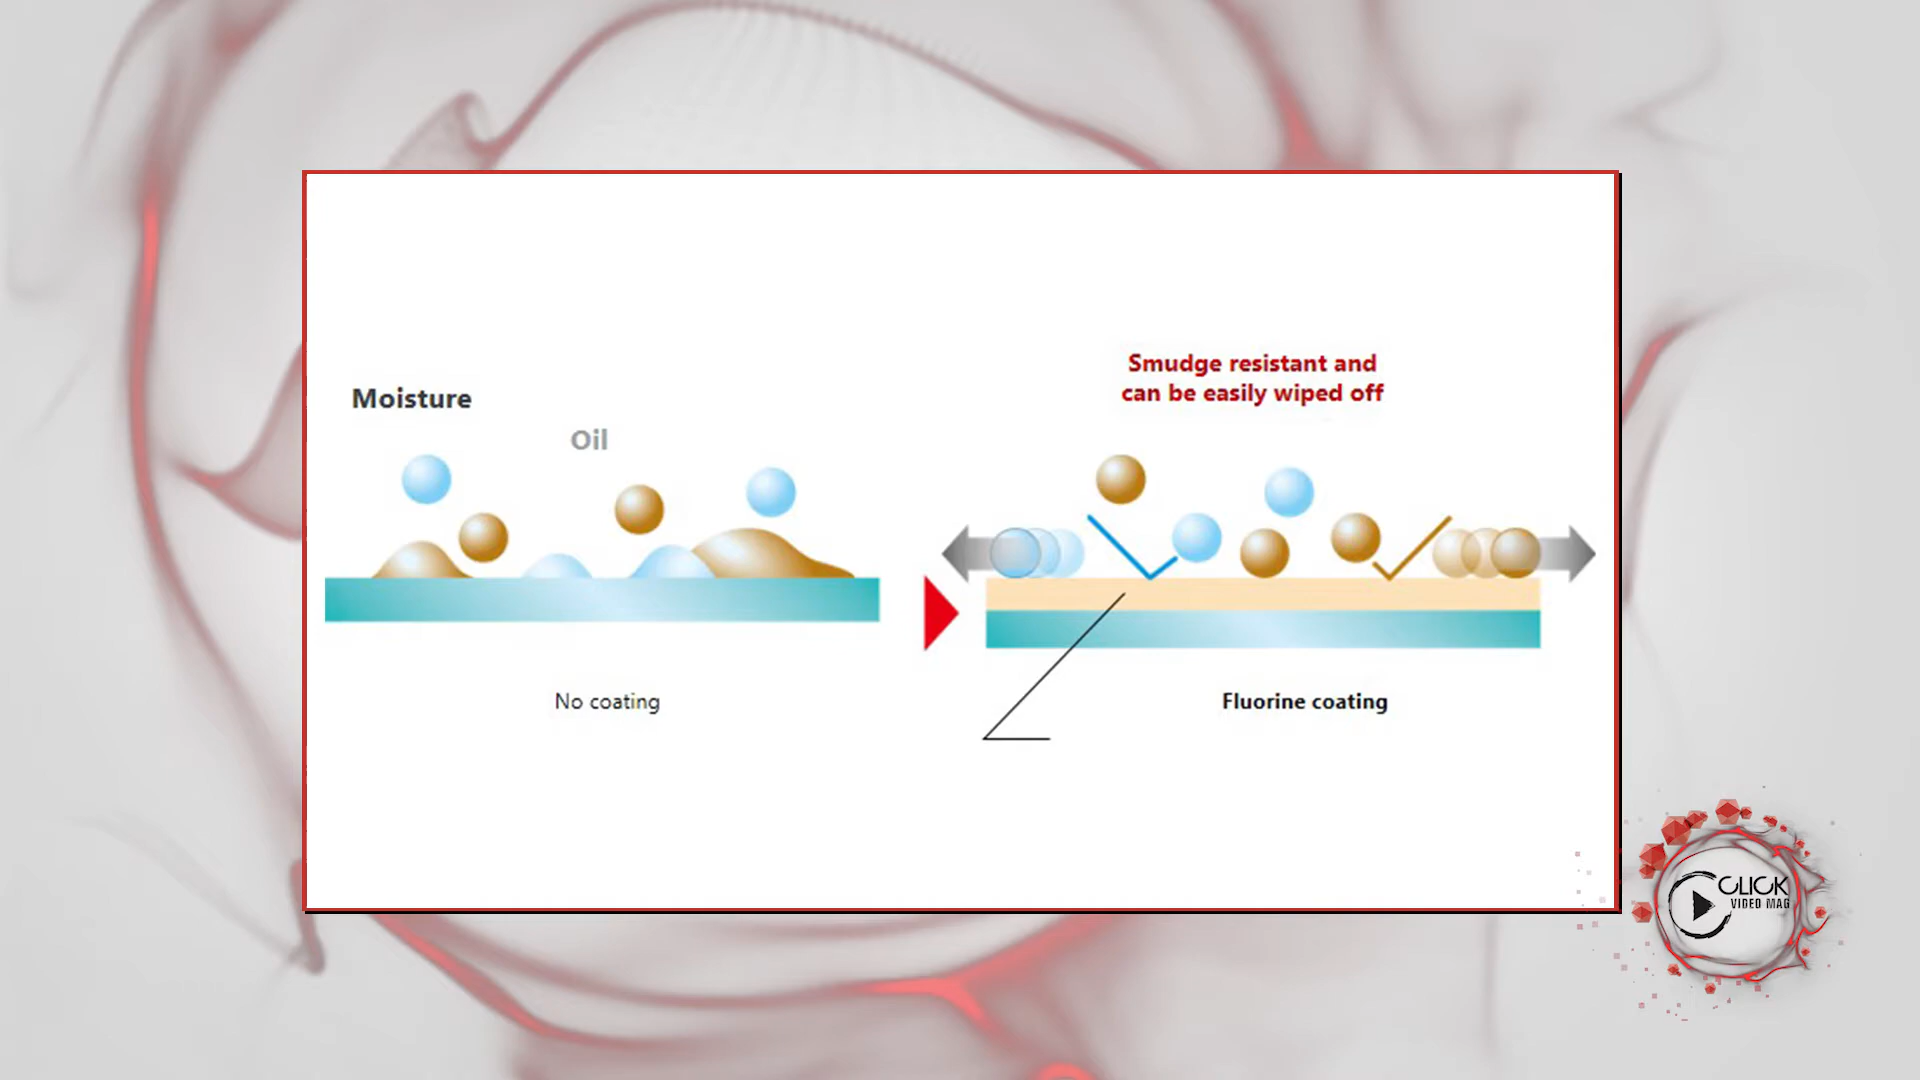 Moisture
Oil
No coating
Smudge resistant and
can be easily wiped off
Fluorine coating
CLICK
VIDEO MAG